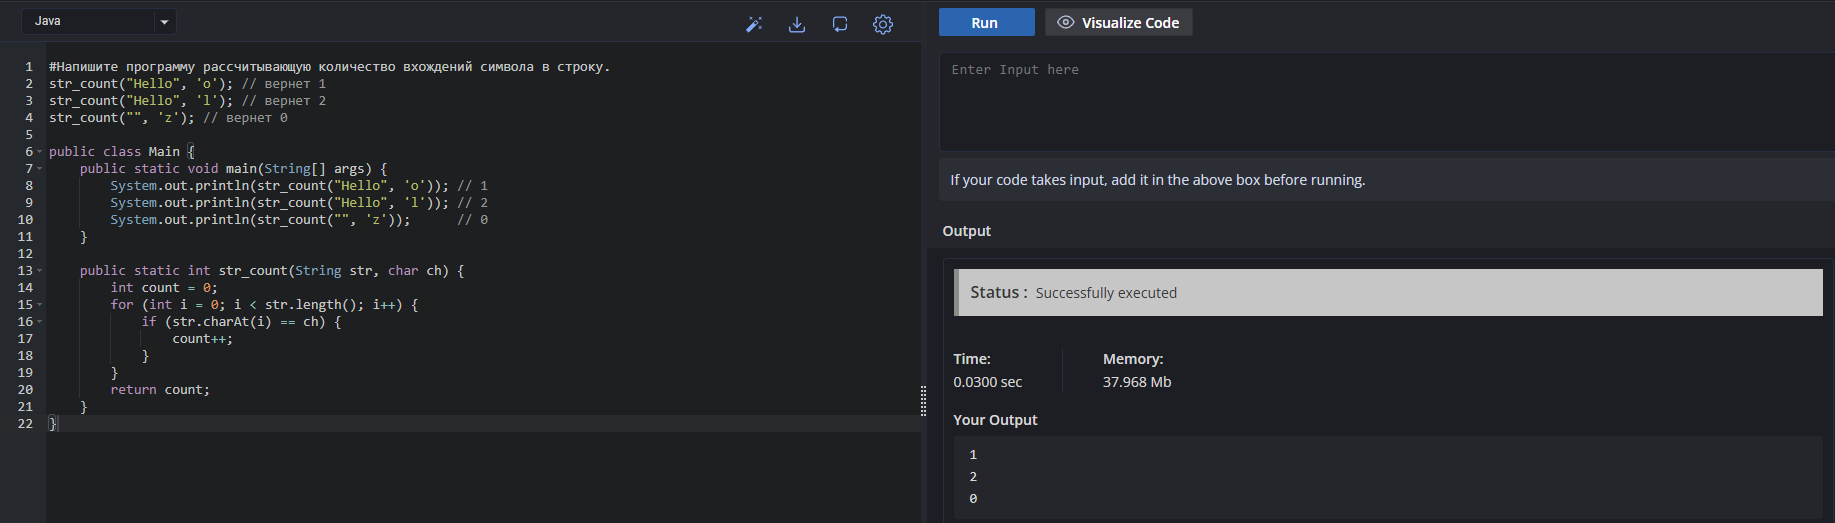 Java
1 #Напишите программу рассчитывающую количество вхождений символа в строку.
2 str_count("Hello", 'o'); // вернет 1
3 str_count("Hello", 'l'); // вернет 2
4 str_count("", 'z'); // вернет 0
5
6 public class Main {
7     public static void main(String[] args) {
8         System.out.println(str_count("Hello", 'o')); // 1
9         System.out.println(str_count("Hello", 'l')); // 2
10         System.out.println(str_count("", 'z'));      // 0
11     }
12
13     public static int str_count(String str, char ch) {
14         int count = 0;
15         for (int i = 0; i < str.length(); i++) {
16             if (str.charAt(i) == ch) {
17                 count++;
18             }
19         }
20         return count;
21     }
22 }
Run
Visualize Code
Enter Input here
If your code takes input, add it in the above box before running.
Output
Status : Successfully executed
Time:
0.0300 sec
Memory:
37.968 Mb
Your Output
1
2
0